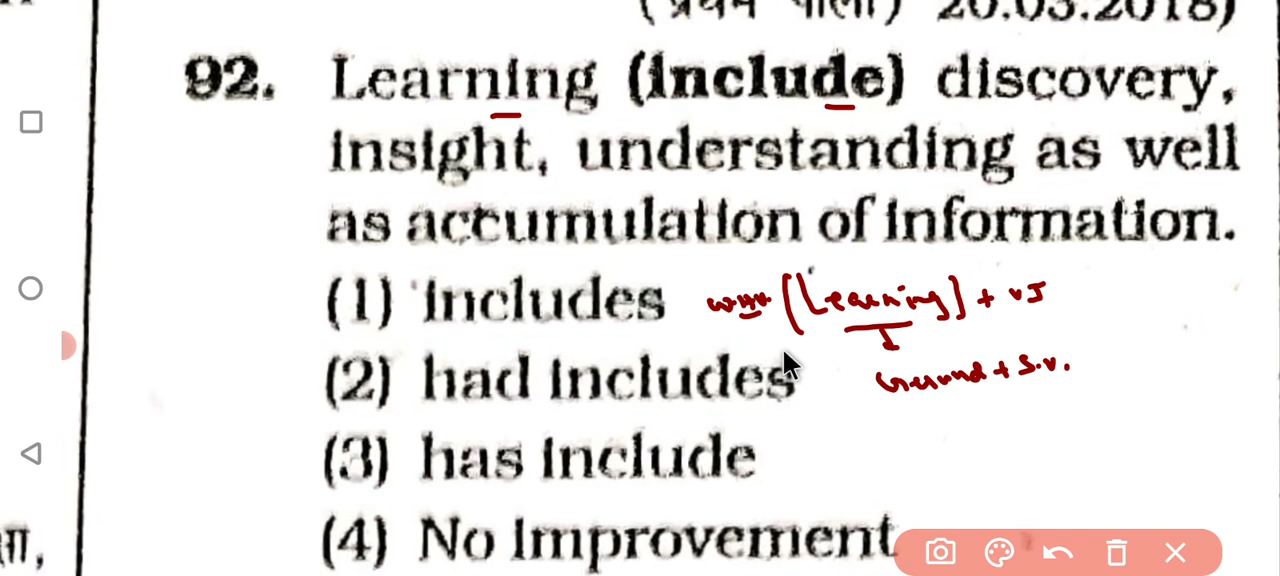 20.03.2018)
92. Learning (include) discovery,
insight, understanding as well
as accumulation of information.
(1) includes (Learning) + v5
Gerund + S.v.
(2) had includes
(3) has include
(4) No Improvement